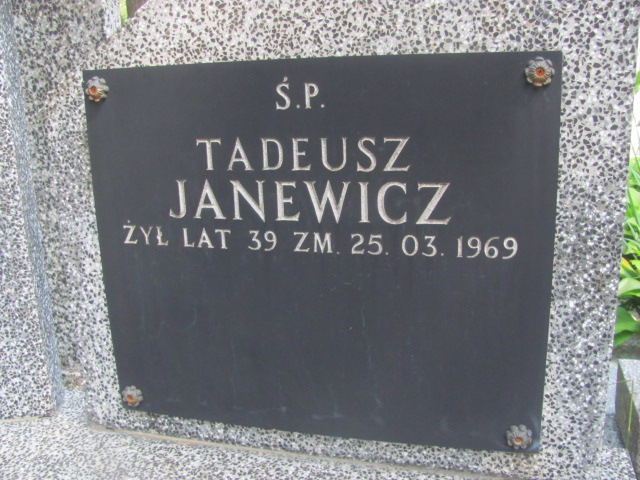 Ś.P.
TADEUSZ
JANEWICZ
ŻYŁ LAT 39 ZM. 25. 03. 1969